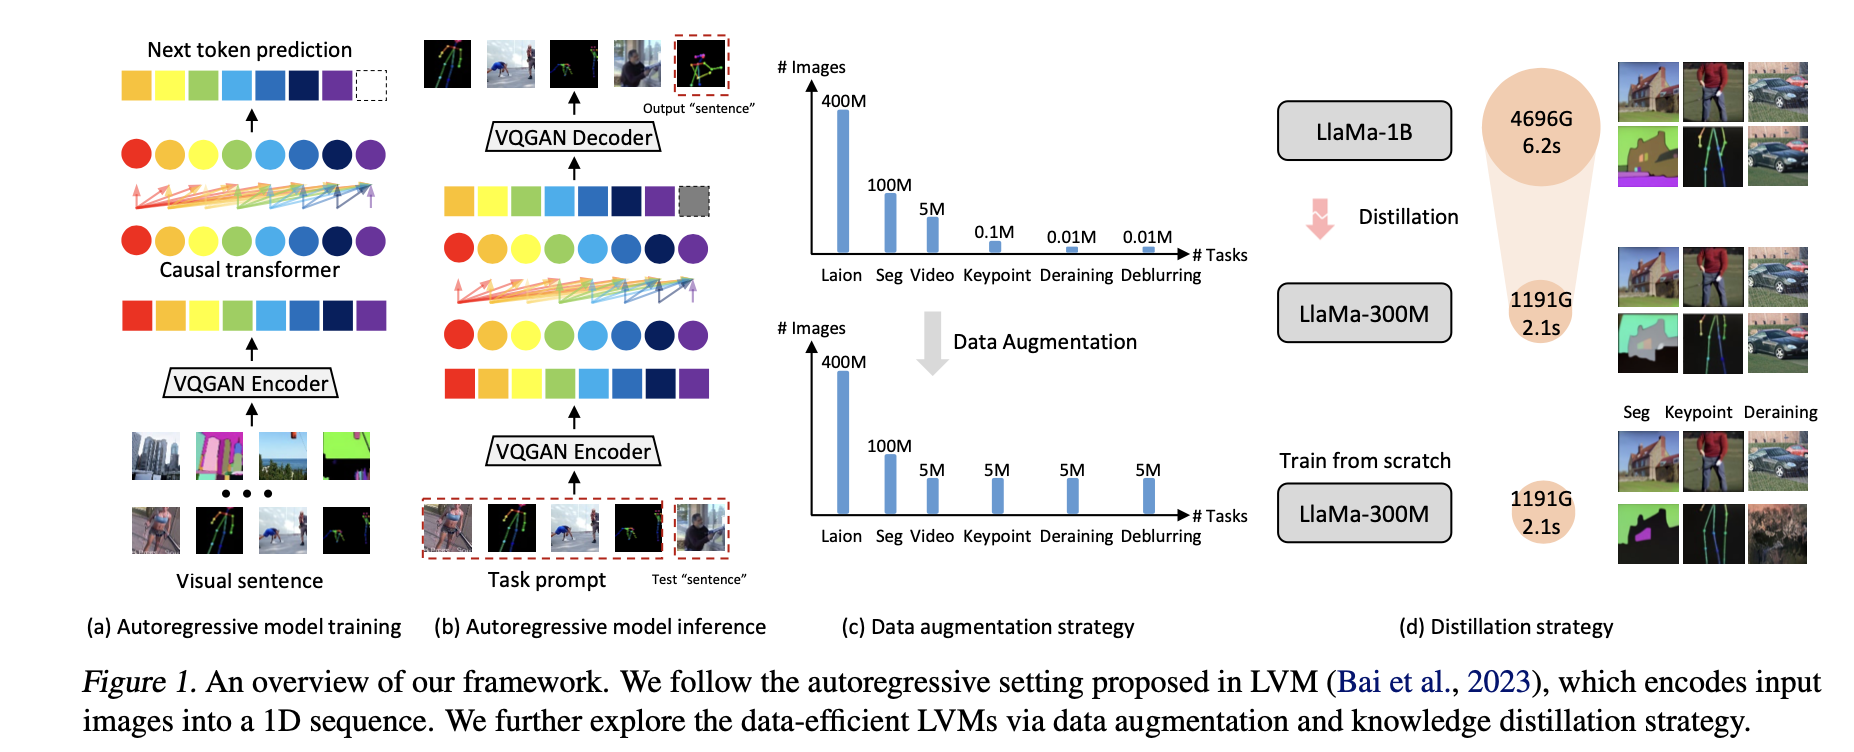 Next token prediction
Causal transformer
VQGAN Encoder
Visual sentence
(a) Autoregressive model training
Output “sentence”
VQGAN Decoder
VQGAN Encoder
Task prompt
Test “sentence”
(b) Autoregressive model inference
# Images
400M
100M
5M
0.1M
0.01M
0.01M
# Tasks
Laion Seg Video Keypoint Deraining Deblurring
Data Augmentation
# Images
400M
100M
5M
5M
5M
5M
# Tasks
Laion Seg Video Keypoint Deraining Deblurring
(c) Data augmentation strategy
LlaMa-1B
4696G
6.2s
Distillation
LlaMa-300M
1191G
2.1s
Seg Keypoint Deraining
Train from scratch
LlaMa-300M
1191G
2.1s
(d) Distillation strategy
Figure 1. An overview of our framework. We follow the autoregressive setting proposed in LVM (Bai et al., 2023), which encodes input
images into a 1D sequence. We further explore the data-efficient LVMs via data augmentation and knowledge distillation strategy.